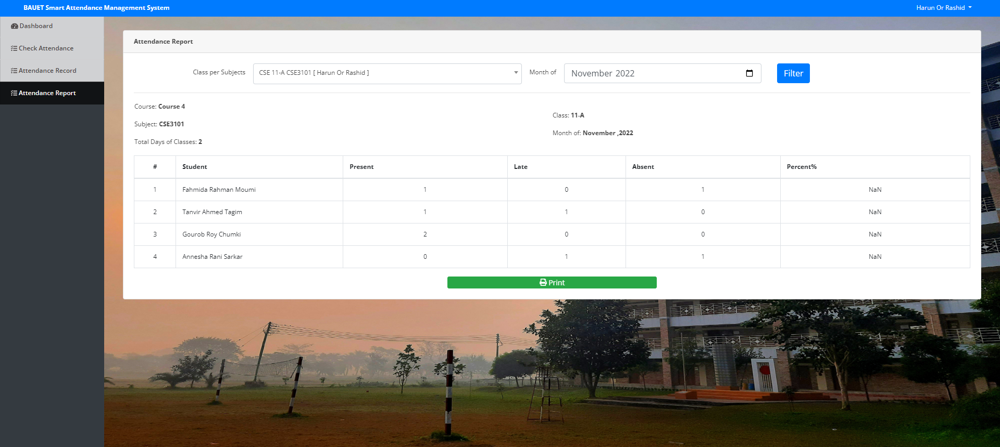 BAUET Smart Attendance Management System
Harun Or Rashid
Dashboard
Check Attendance
Attendance Record
Attendance Report
Attendance Report
Class per Subjects CSE 11-A CSE3101 [ Harun Or Rashid ] Month of November 2022 Filter
Course: Course 4
Class: 11-A
Subject: CSE3101
Month of: November ,2022
Total Days of Classes: 2
# Student Present Late Absent Percent%
1 Fahmida Rahman Moumi 1 0 1 NaN
2 Tanvir Ahmed Tagim 1 1 0 NaN
3 Gourob Roy Chumki 2 0 0 NaN
4 Annesha Rani Sarkar 0 1 1 NaN
Print